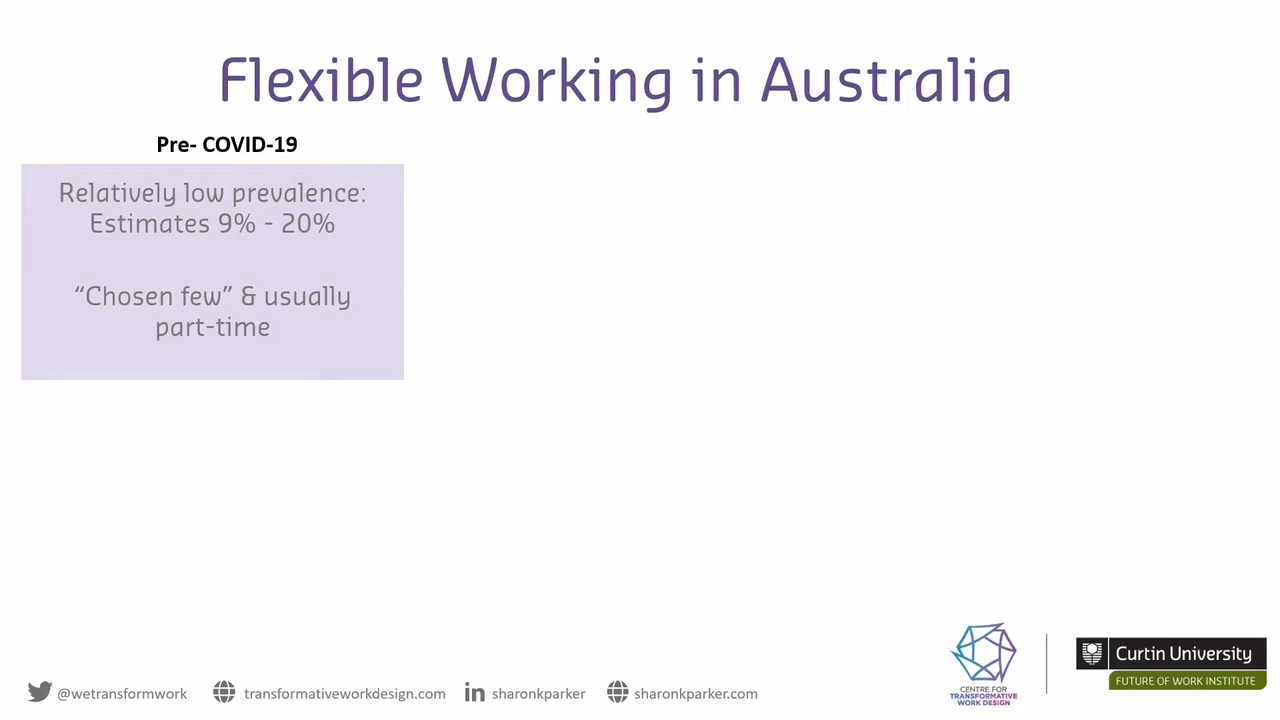 Flexible Working in Australia
Pre- COVID-19
Relatively low prevalence:
Estimates 9% - 20%
“Chosen few” & usually
part-time
@wetransformwork
transformativeworkdesign.com
in sharonkparker
sharonkparker.com
CENTRE FOR
TRANSFORMATIVE
WORK DESIGN
Curtin University
FUTURE OF WORK INSTITUTE